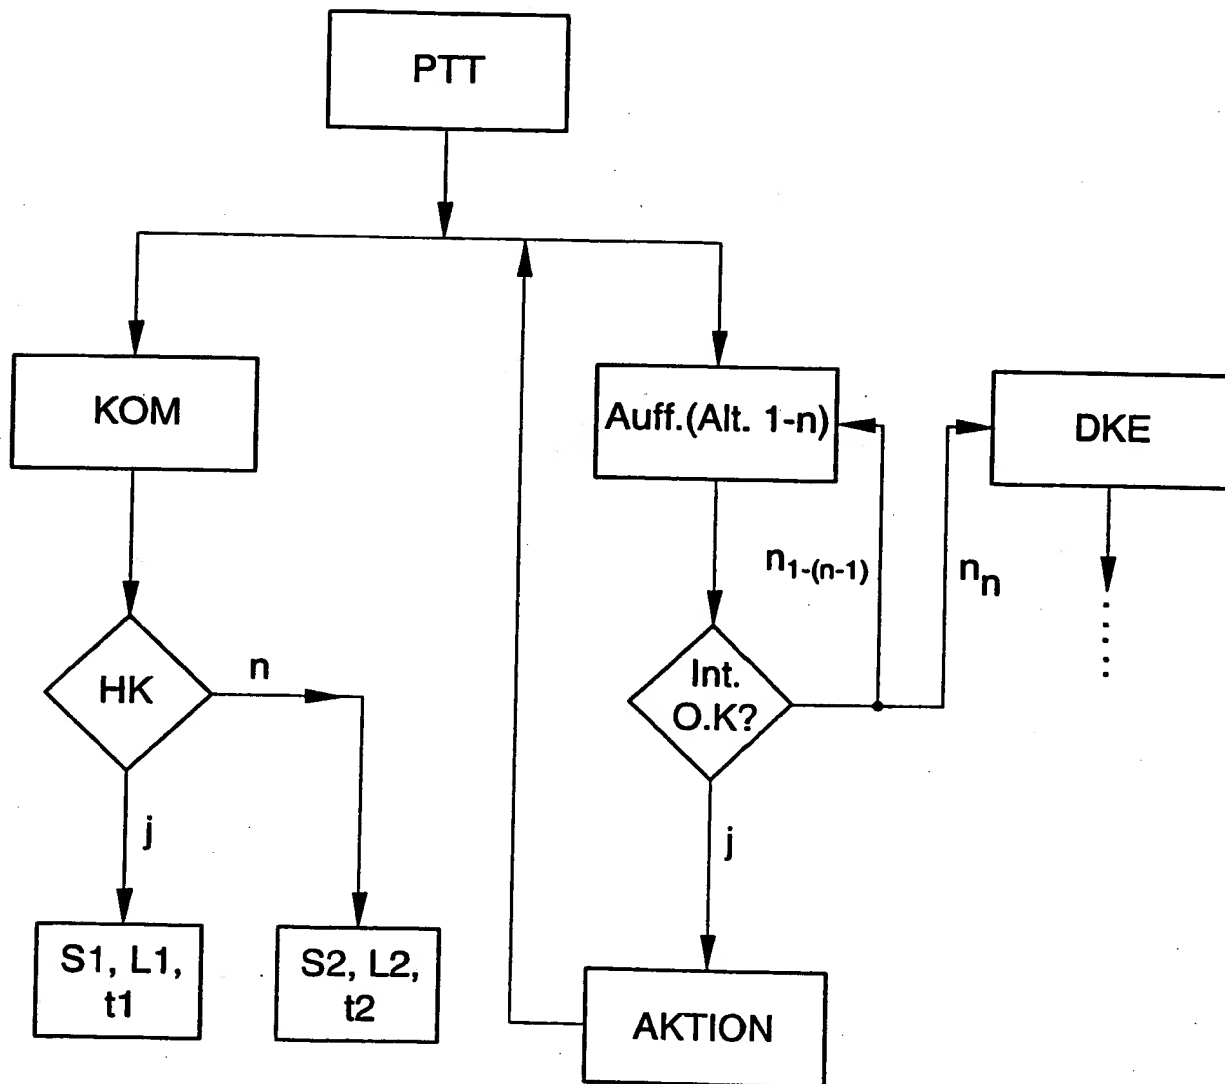 PTT
KOM
Auff.(Alt. 1-n)
DKE
n1-(n-1)
nn
HK
n
Int.
O.K?
j
j
S1, L1,
t1
S2, L2,
t2
AKTION